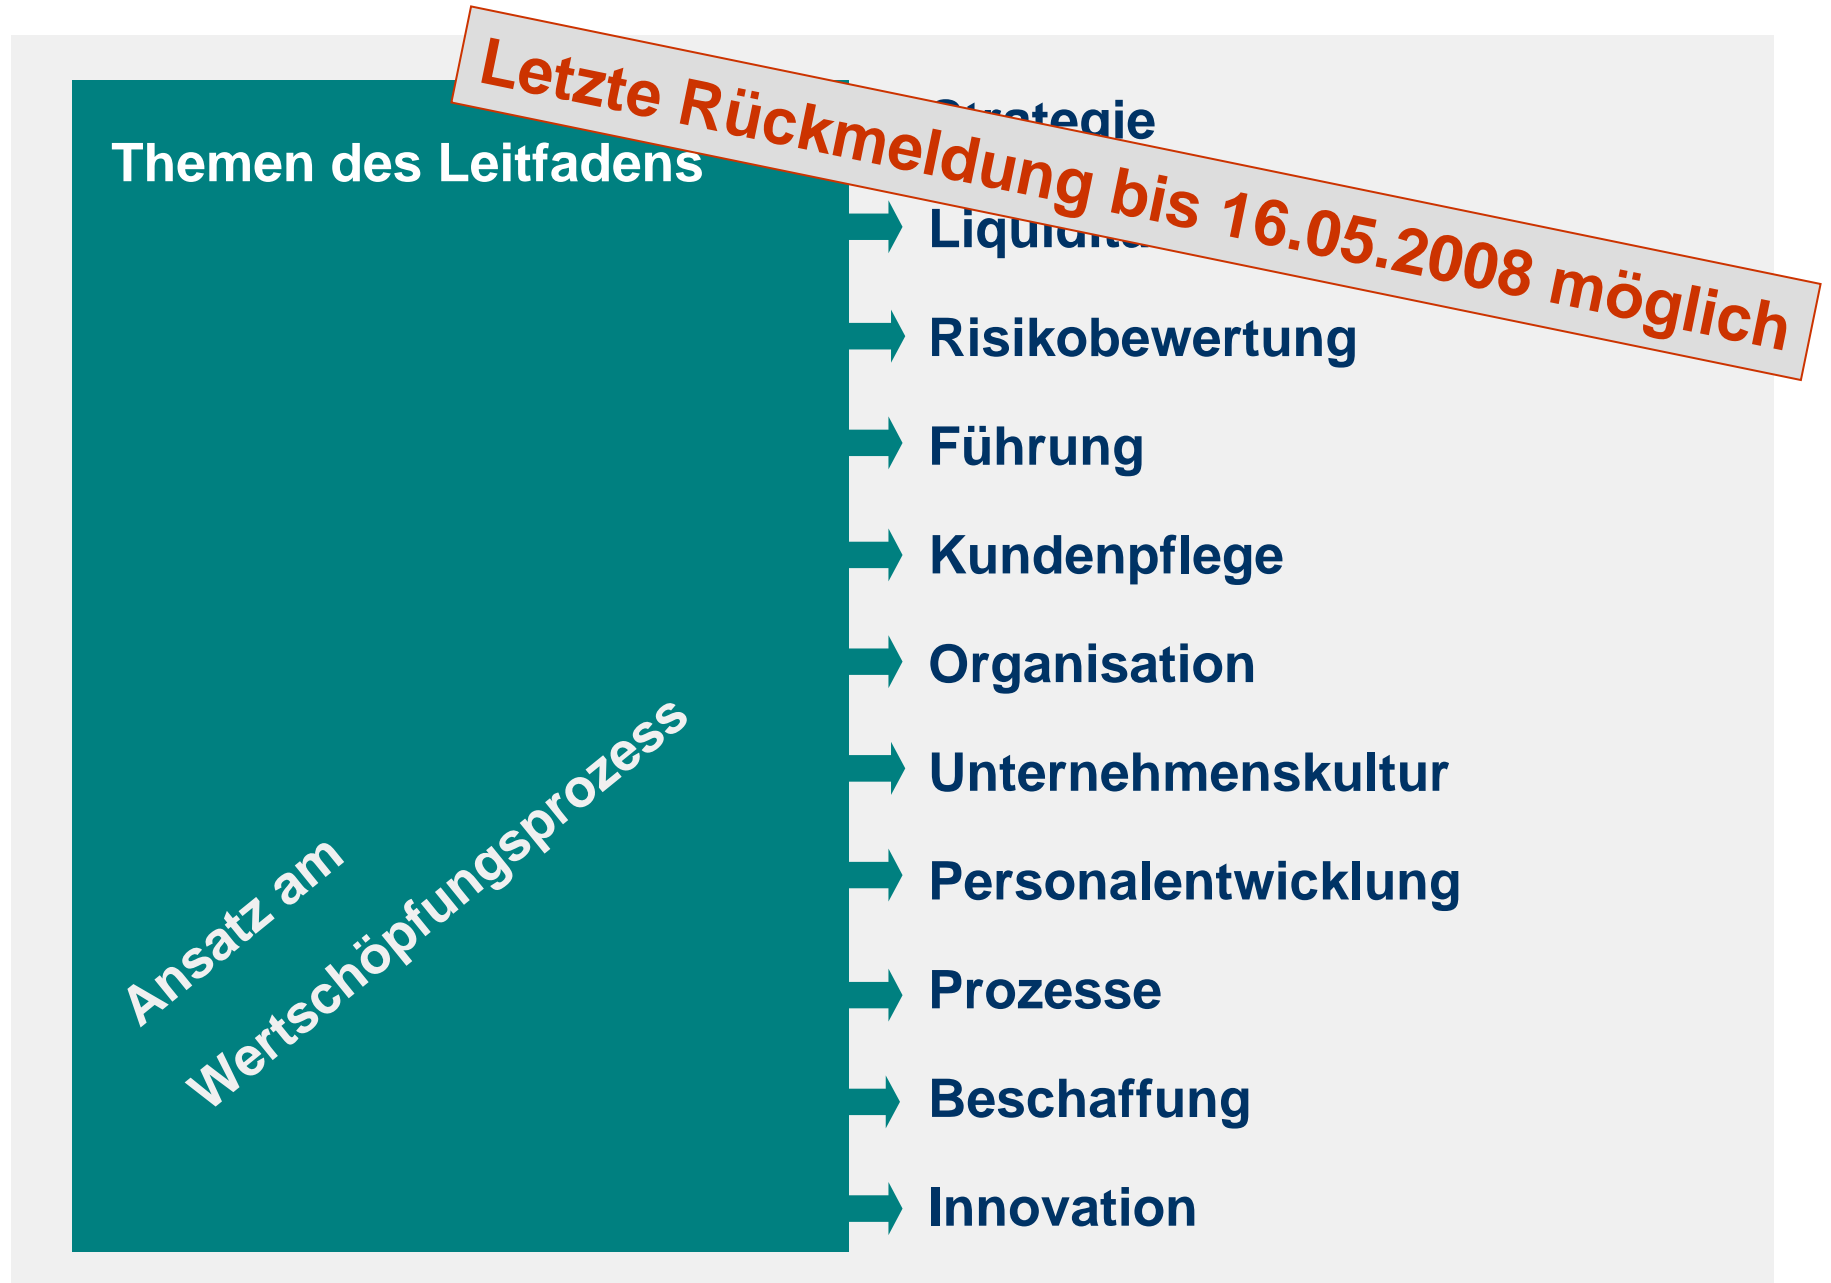 Letzte Rückmeldung bis 16.05.2008 möglich
Themen des Leitfadens
Strategie
Risikobewertung
Führung
Kundenpflege
Organisation
Unternehmenskultur
Personalentwicklung
Prozesse
Beschaffung
Innovation
Ansatz am
Wertschöpfungsprozess